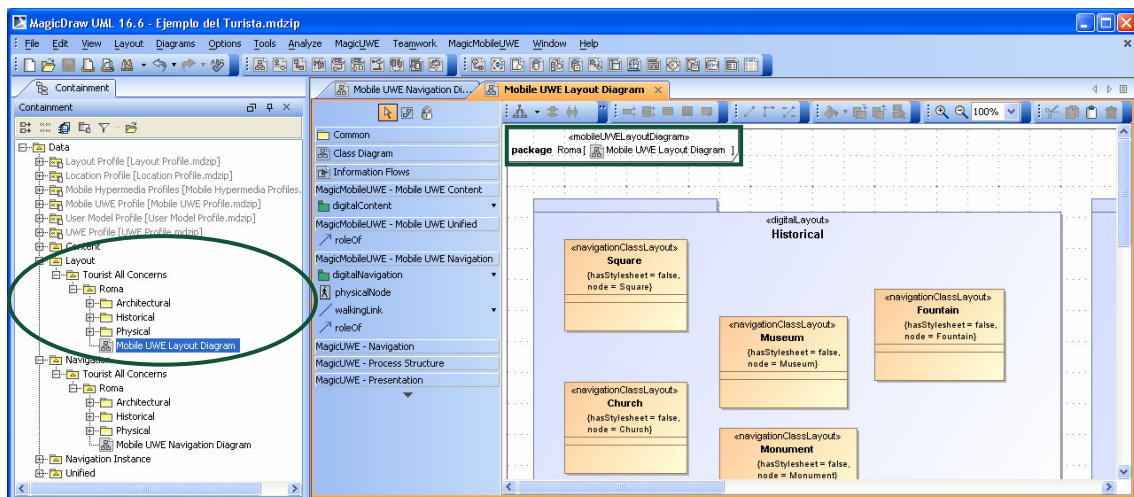 MagicDraw UML 16.6 - Ejemplo del Turista.mdzip
File Edit View Layout Diagrams Options Tools Analyze MagicUWE Teamwork MagicMobileUWE Window Help
Containment
Containment
Data
Layout Profile [Layout Profile.mdzip]
Location Profile [Location Profile.mdzip]
Mobile Hypermedia Profiles [Mobile Hypermedia Profiles.
Mobile UWE Profile [Mobile UWE Profile.mdzip]
User Model Profile [User Model Profile.mdzip]
UWE Profile [UWE Profile.mdzip]
Content
Layout
Tourist All Concerns
Roma
Architectural
Historical
Physical
Mobile UWE Layout Diagram
Navigation
Tourist All Concerns
Roma
Architectural
Historical
Physical
Mobile UWE Navigation Diagram
Navigation Instance
Unified
Mobile UWE Navigation Di...
Mobile UWE Layout Diagram
100%
Common
Class Diagram
Information Flows
MagicMobileUWE - Mobile UWE Content
digitalContent
MagicMobileUWE - Mobile UWE Unified
roleOf
MagicMobileUWE - Mobile UWE Navigation
digitalNavigation
physicalNode
walkingLink
roleOf
MagicUWE - Navigation
MagicUWE - Process Structure
MagicUWE - Presentation
«mobileUWELayoutDiagram»
package Roma[ Mobile UWE Layout Diagram ]
«digitalLayout»
Historical
«navigationClassLayout»
Square
{hasStylesheet = false,
node = Square}
«navigationClassLayout»
Fountain
{hasStylesheet = false,
node = Fountain}
«navigationClassLayout»
Museum
{hasStylesheet = false,
node = Museum}
«navigationClassLayout»
Church
{hasStylesheet = false,
node = Church}
«navigationClassLayout»
Monument
{hasStylesheet = false,
node = Monument}